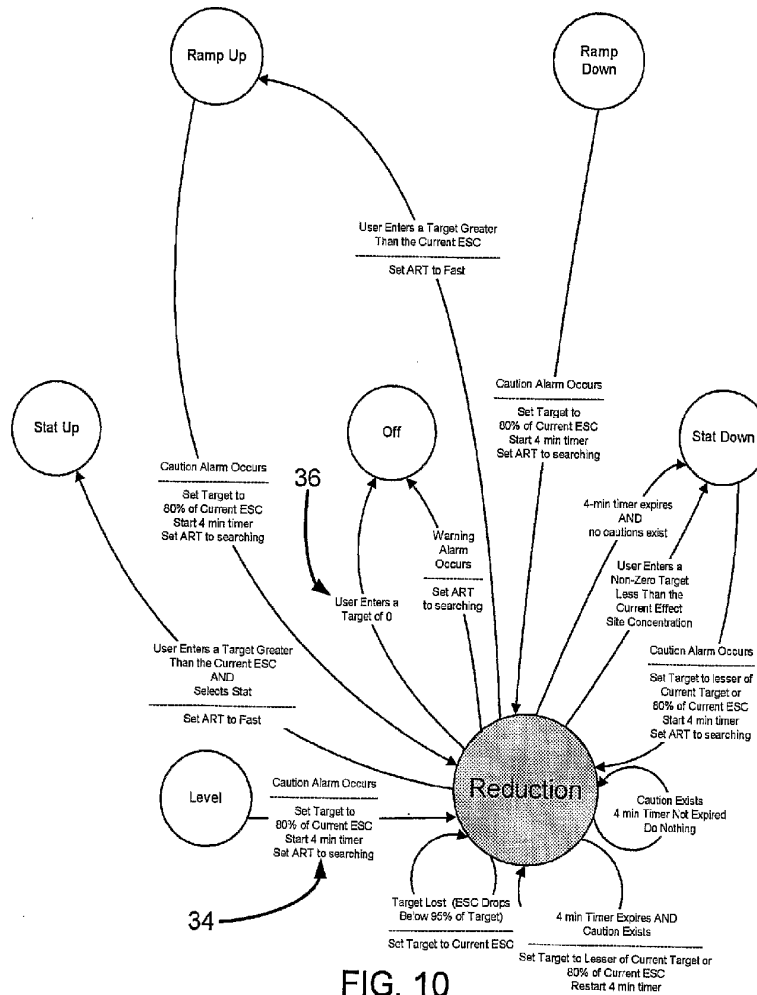 Ramp Up
Ramp
Down
User Enters a Target Greater
Than the Current ESC
Set ART to Fast
Caution Alarm Occurs
Set Target to
80% of Current ESC
Start 4 min timer
Set ART to searching
Stat Up
Off
Stat Down
Caution Alarm Occurs
Set Target to
80% of Current ESC
Start 4 min timer
Set ART to searching
36
Warning
Alarm
Occurs
Set ART
to searching
4-min timer expires
AND
no cautions exist
User Enters a
Target of 0
User Enters a
Non-Zero Target
Less Than the
Current Effect
Site Concentration
User Enters a Target Greater
Than the Current ESC
AND
Selects Stat
Set ART to Fast
Caution Alarm Occurs
Set Target to lesser of
Current Target or
80% of Current ESC
Start 4 min timer
Set ART to searching
Level
Caution Alarm Occurs
Set Target to
80% of Current ESC
Start 4 min timer
Set ART to searching
Reduction
Caution Exists
4 min Timer Not Expired
Do Nothing
34
Target Lost (ESC Drops
Below 95% of Target)
Set Target to Current ESC
4 min Timer Expires AND
Caution Exists
Set Target to Lesser of Current Target or
80% of Current ESC
Restart 4 min timer
FIG. 10